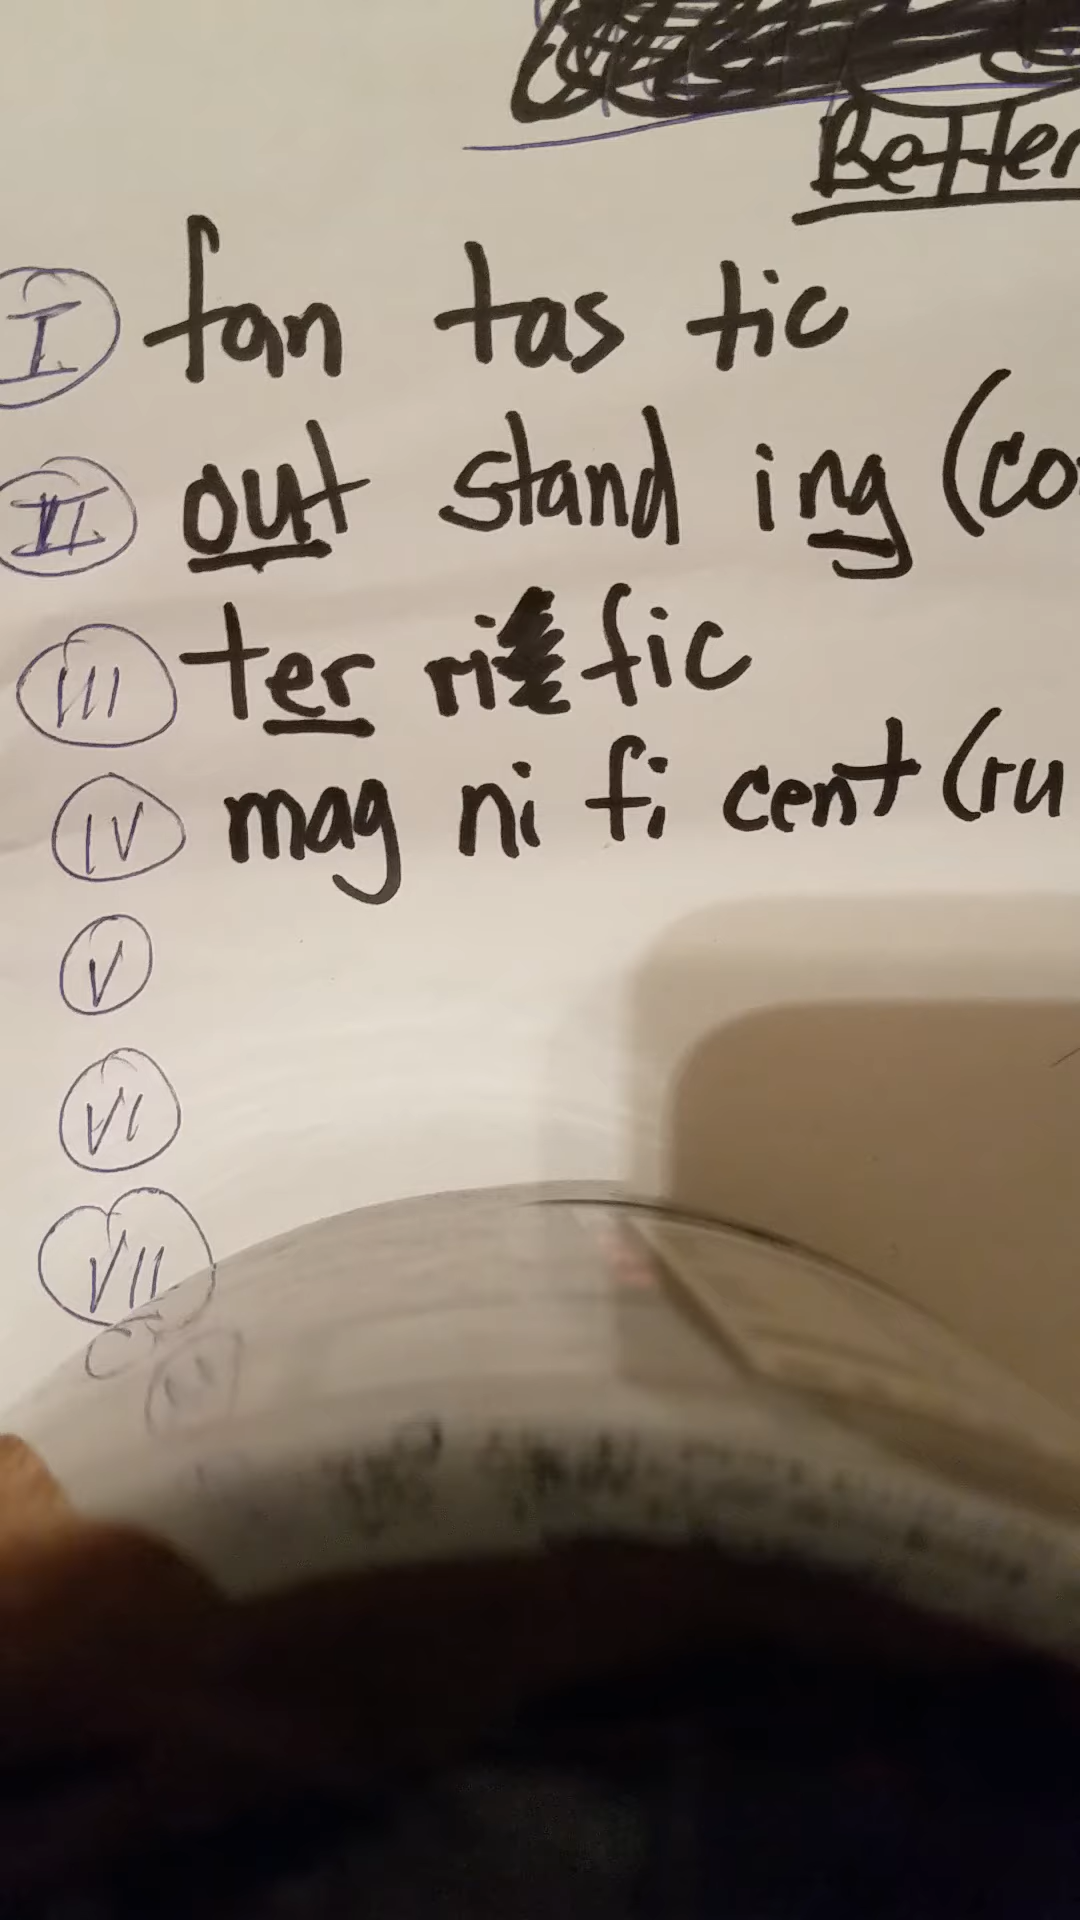 Better
I fan tas tic
II out stand ing (co
III ter ri fic
IV mag ni fi cent (ru
V
VI
VII